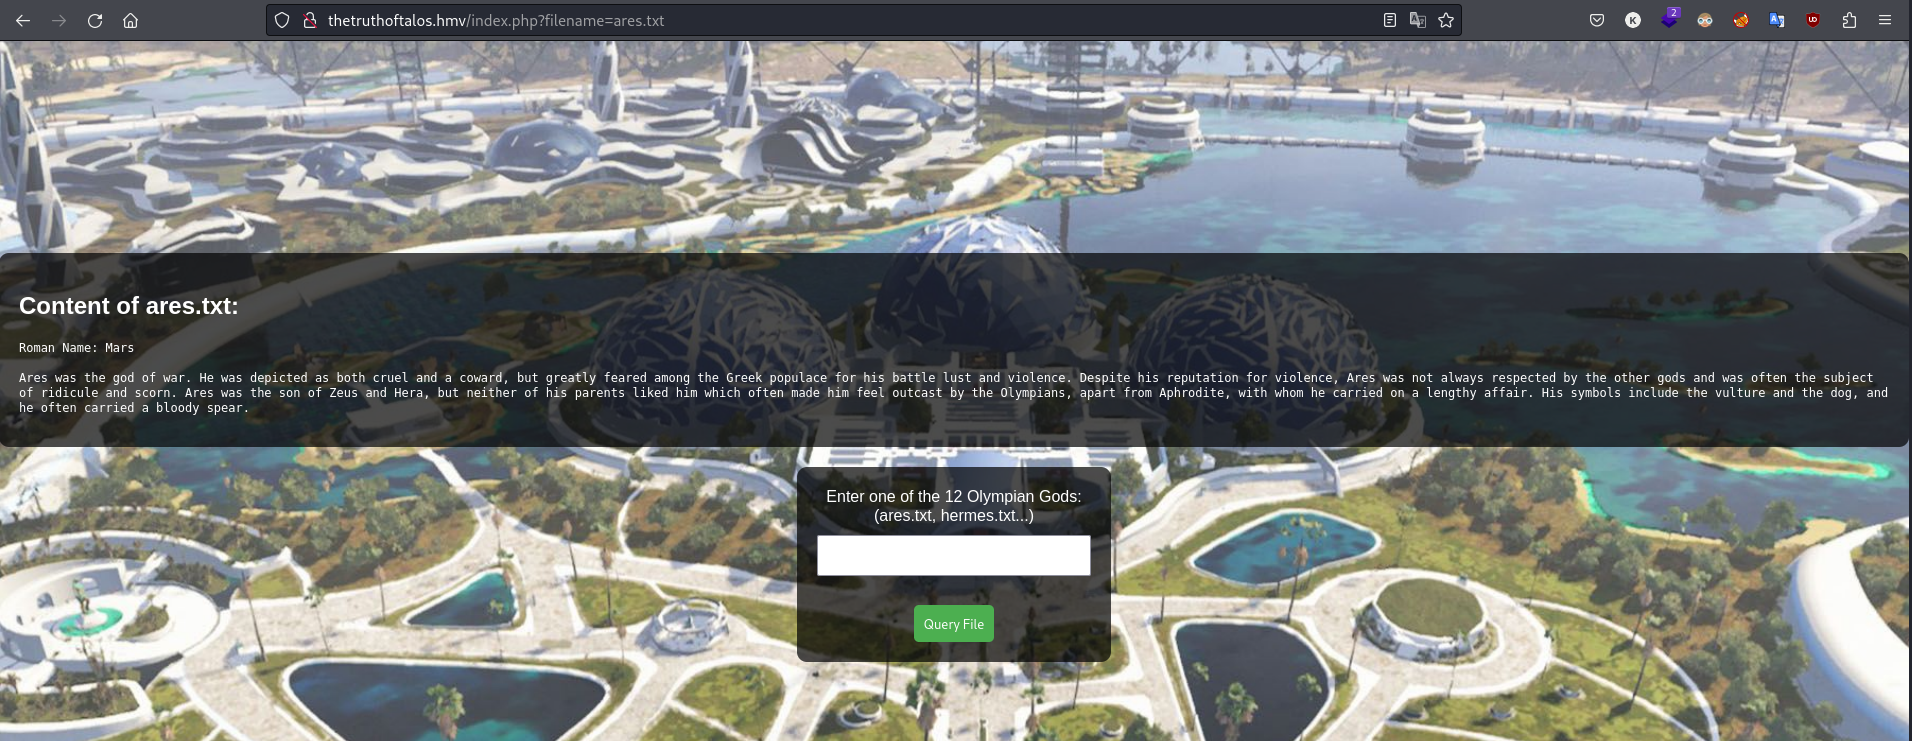 thetruthoftalos.hmv/index.php?filename=ares.txt
K
2
UD
Content of ares.txt:
Roman Name: Mars
Ares was the god of war. He was depicted as both cruel and a coward, but greatly feared among the Greek populace for his battle lust and violence. Despite his reputation for violence, Ares was not always respected by the other gods and was often the subject
of ridicule and scorn. Ares was the son of Zeus and Hera, but neither of his parents liked him which often made him feel outcast by the Olympians, apart from Aphrodite, with whom he carried on a lengthy affair. His symbols include the vulture and the dog, and
he often carried a bloody spear.
Enter one of the 12 Olympian Gods:
(ares.txt, hermes.txt...)
Query File